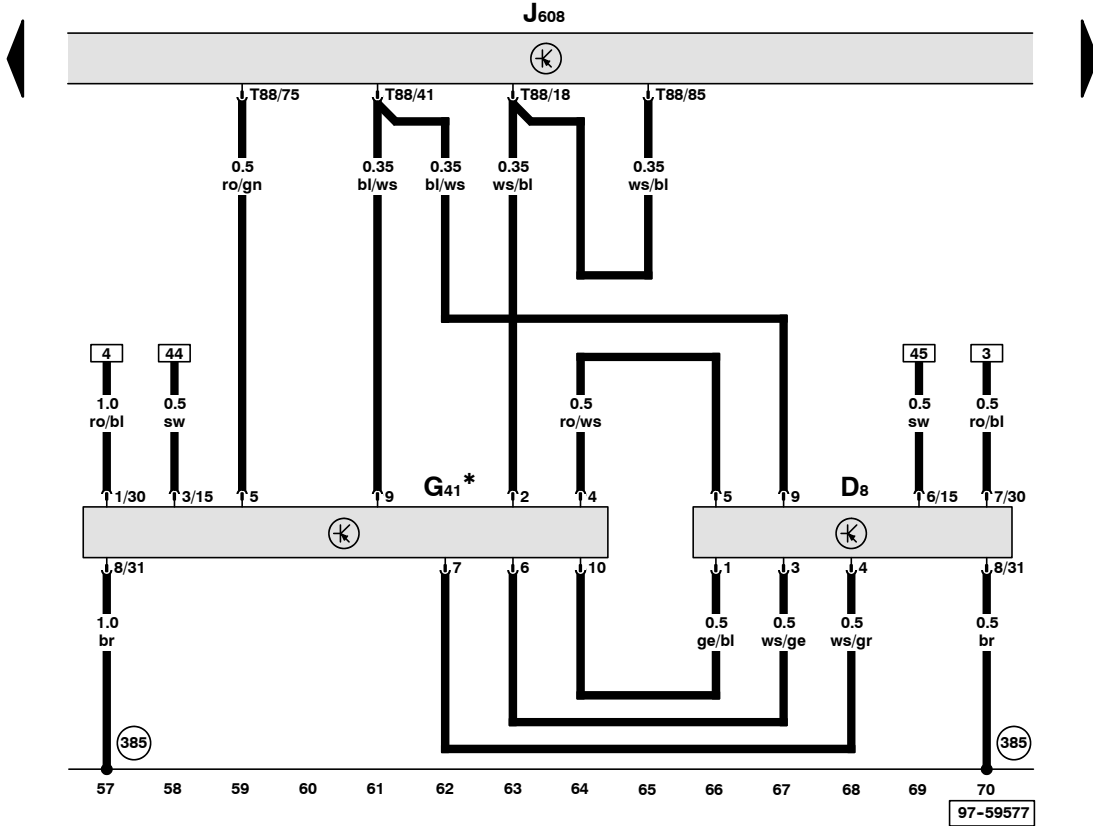 J608
T88/75 T88/41 T88/18 T88/85
0.5 0.35 0.35 0.35 0.35
ro/gn bl/ws bl/ws ws/bl ws/bl
4 44 45 3
1.0 0.5 0.5 0.5 0.5
ro/bl sw ro/ws sw ro/bl
G41* D8
1/30 3/15 5 9 2 4 5 9 6/15 7/30
8/31 7 6 10 1 3 4 8/31
1.0 0.5 0.5 0.5 0.5
br ge/bl ws/ge ws/gr br
385 385
57 58 59 60 61 62 63 64 65 66 67 68 69 70
97-59577